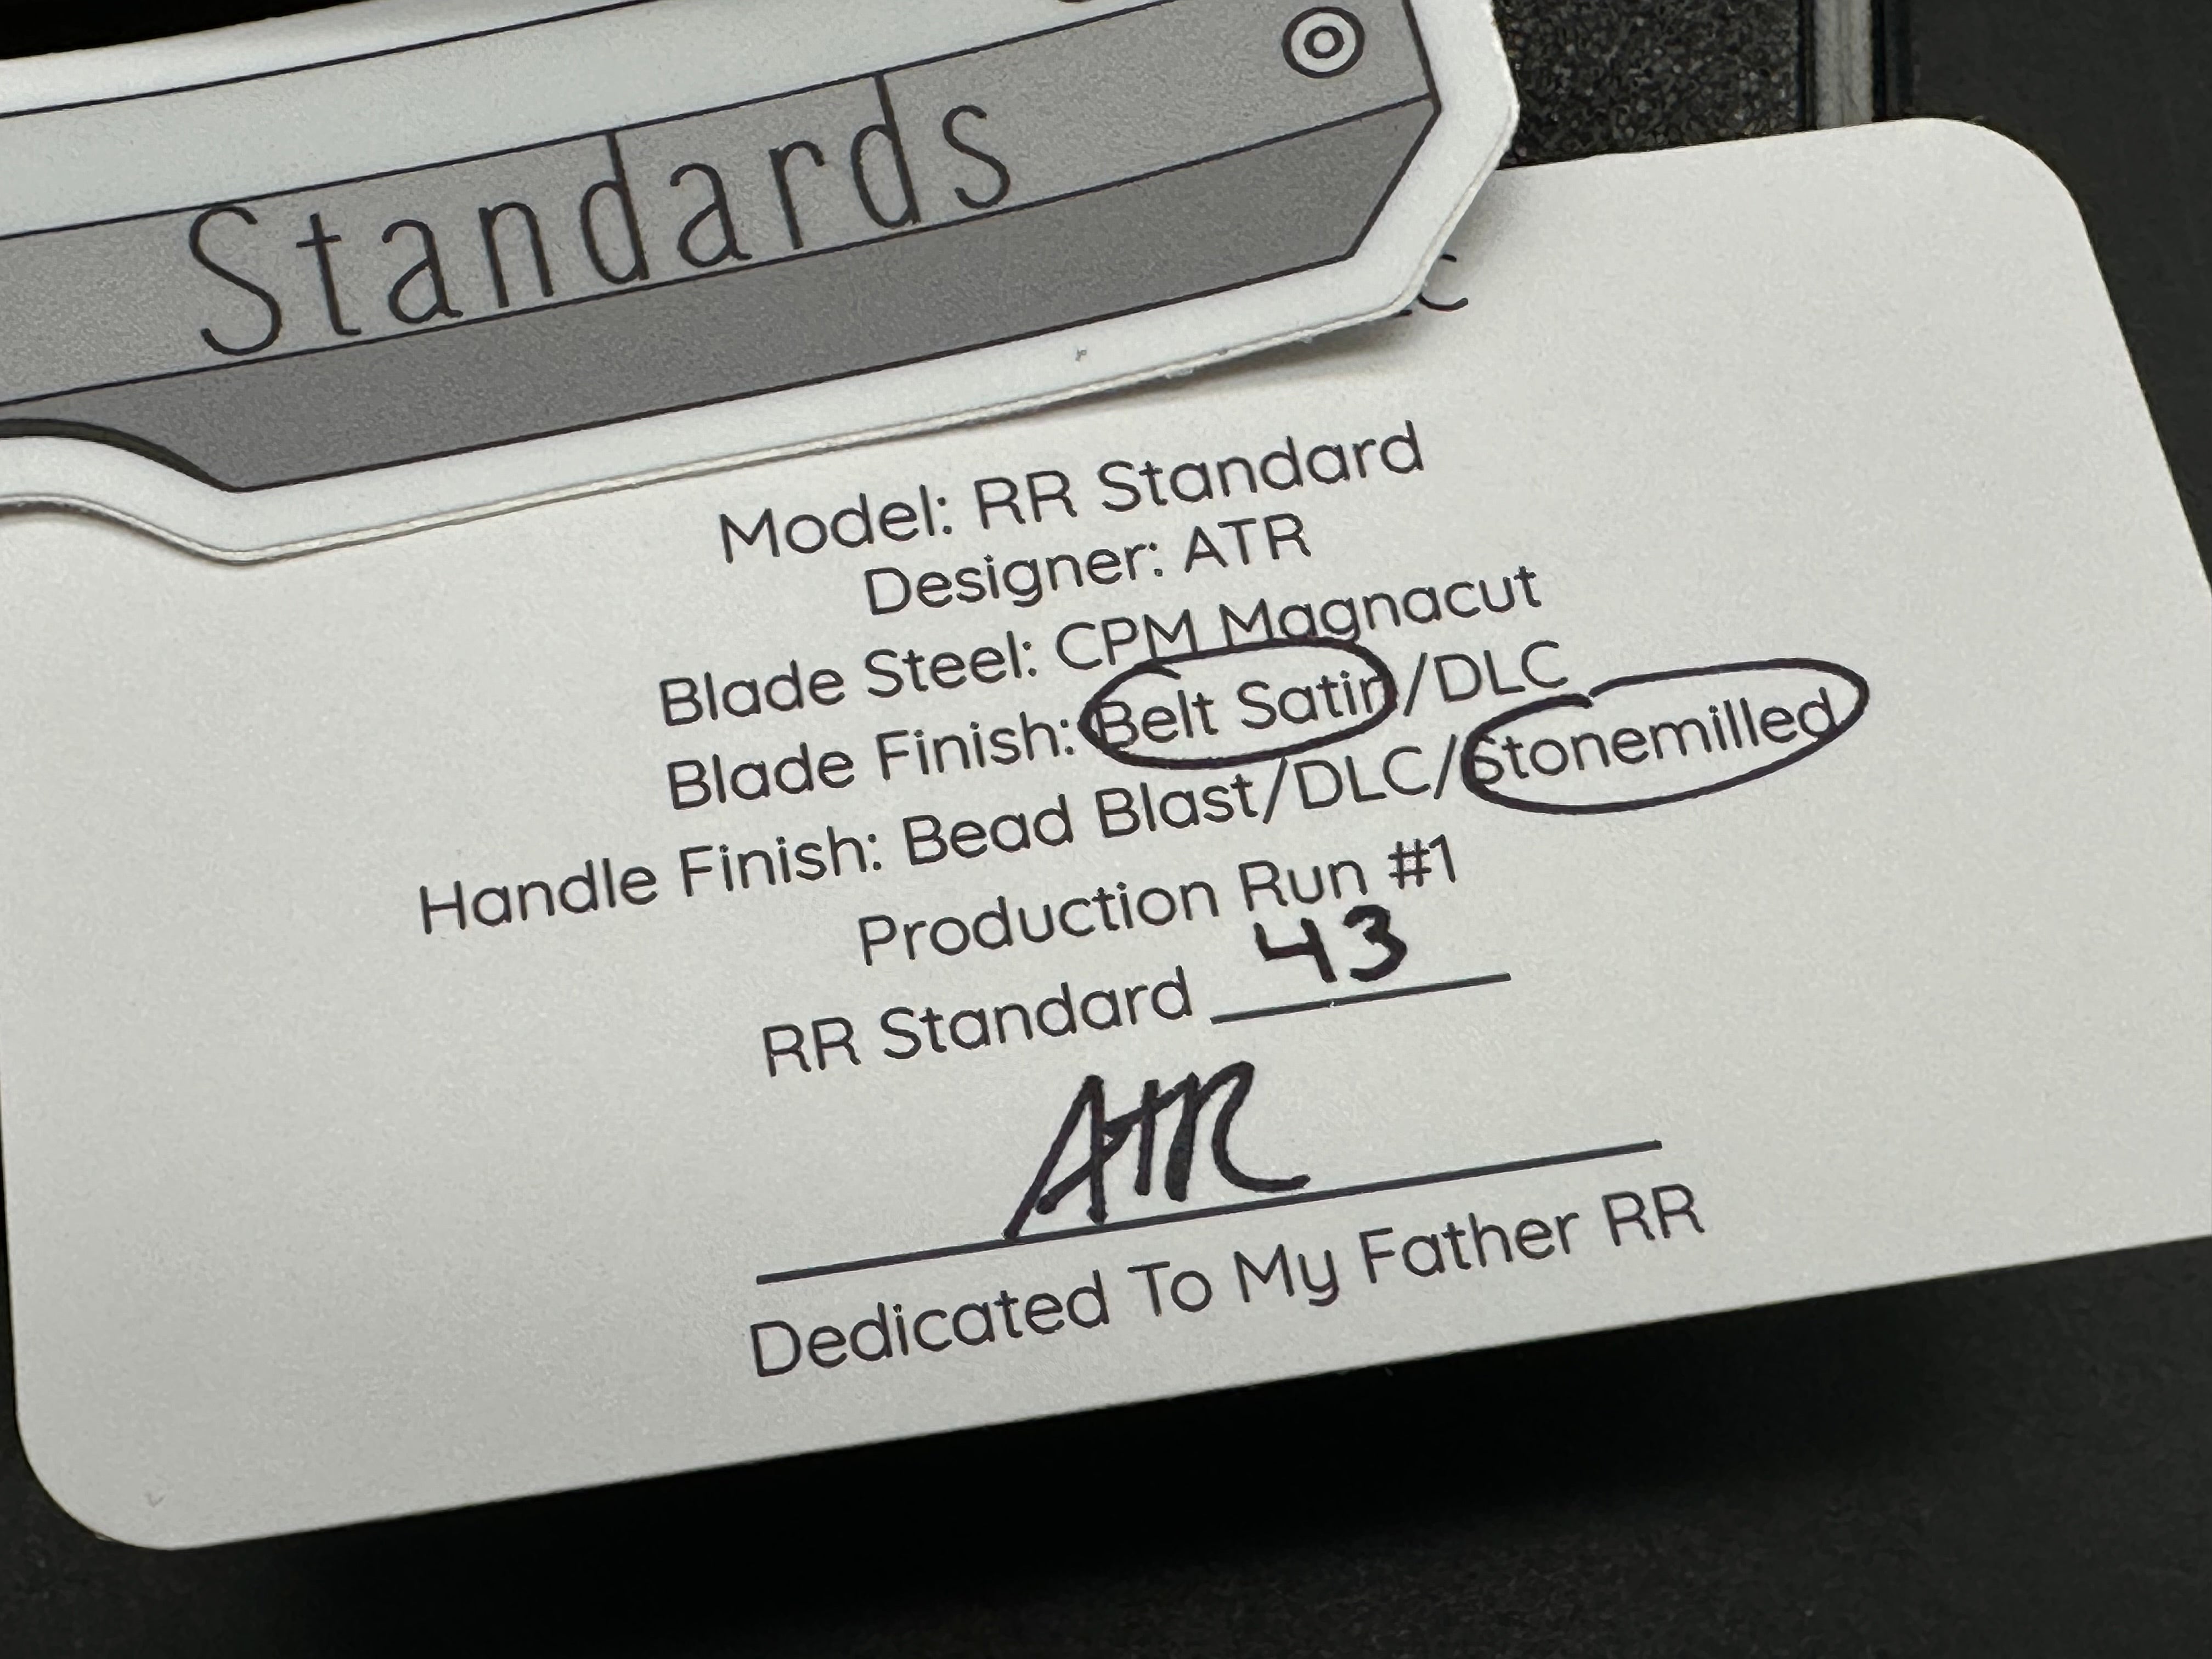 Standards
C
Model: RR Standard
Designer: ATR
Blade Steel: CPM Magnacut
Blade Finish: Belt Satin/DLC
Handle Finish: Bead Blast/DLC/Stonemilled
Production Run #1
RR Standard 43
ATR
Dedicated To My Father RR